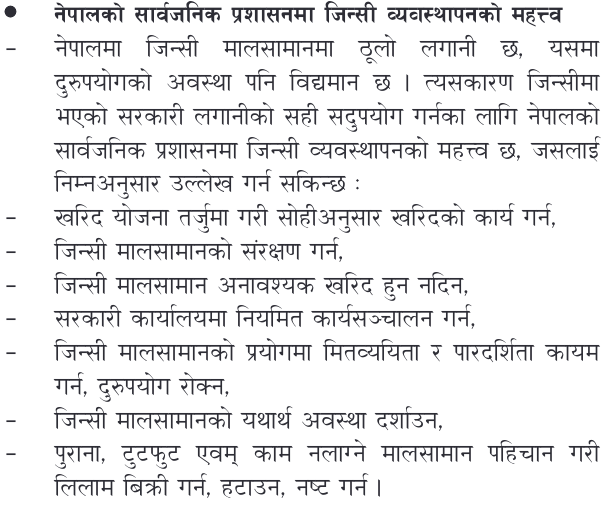 ● नेपालको सार्वजनिक प्रशासनमा जिन्सी व्यवस्थापनको महत्त्व
– नेपालमा जिन्सी मालसामानमा ठूलो लगानी छ, यसमा
दुरुपयोगको अवस्था पनि विद्यमान छ । त्यसकारण जिन्सीमा
भएको सरकारी लगानीको सही सदुपयोग गर्नका लागि नेपालको
सार्वजनिक प्रशासनमा जिन्सी व्यवस्थापनको महत्त्व छ, जसलाई
निम्नअनुसार उल्लेख गर्न सकिन्छ :
– खरिद योजना तर्जुमा गरी सोहीअनुसार खरिदको कार्य गर्न,
– जिन्सी मालसामानको संरक्षण गर्न,
– जिन्सी मालसामान अनावश्यक खरिद हुन नदिन,
– सरकारी कार्यालयमा नियमित कार्यसञ्चालन गर्न,
– जिन्सी मालसामानको प्रयोगमा मितव्ययिता र पारदर्शिता कायम
गर्न, दुरुपयोग रोक्न,
– जिन्सी मालसामानको यथार्थ अवस्था दर्शाउन,
– पुराना, टुटफुट एवम् काम नलाग्ने मालसामान पहिचान गरी
लिलाम बिक्री गर्न, हटाउन, नष्ट गर्न ।